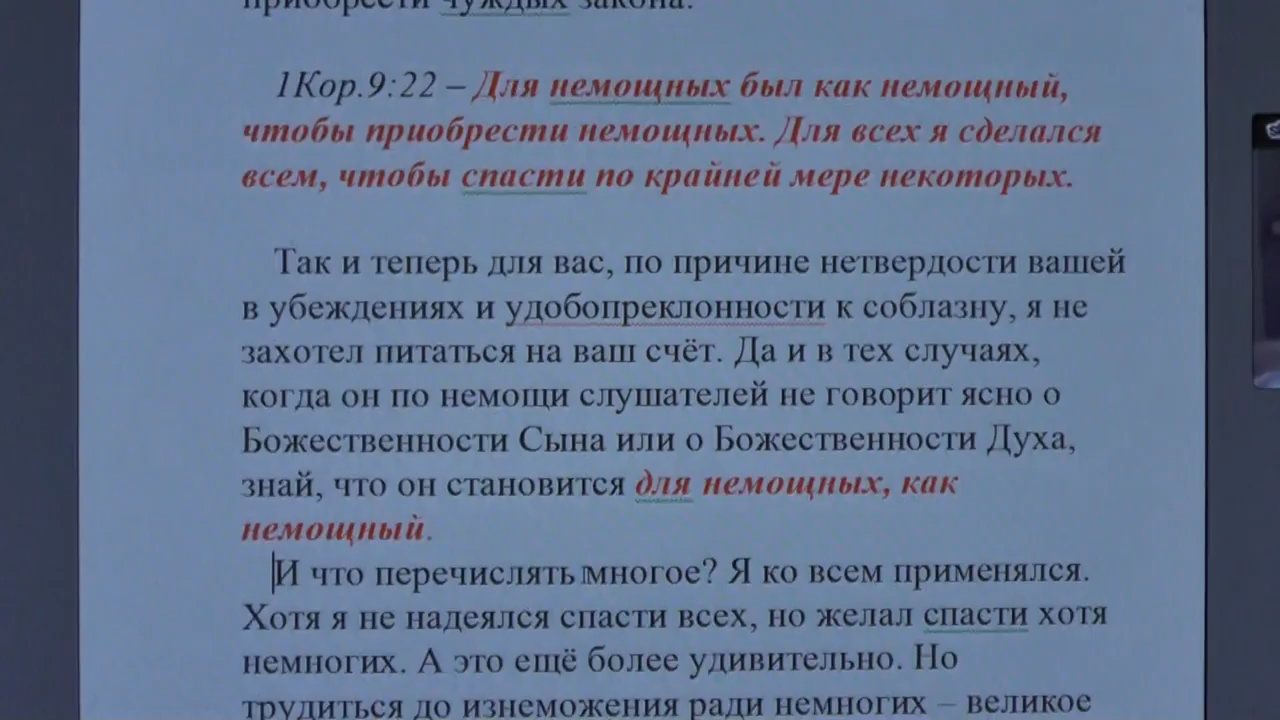 приобрести чуждых закона.
1Кор.9:22 – Для немощных был как немощный,
чтобы приобрести немощных. Для всех я сделался
всем, чтобы спасти по крайней мере некоторых.
Так и теперь для вас, по причине нетвердости вашей
в убеждениях и удобопреклонности к соблазну, я не
захотел питаться на ваш счёт. Да и в тех случаях,
когда он по немощи слушателей не говорит ясно о
Божественности Сына или о Божественности Духа,
знай, что он становится для немощных, как
немощный.
И что перечислять многое? Я ко всем применялся.
Хотя я не надеялся спасти всех, но желал спасти хотя
немногих. А это ещё более удивительно. Но
трудиться до изнеможения ради немногих – великое